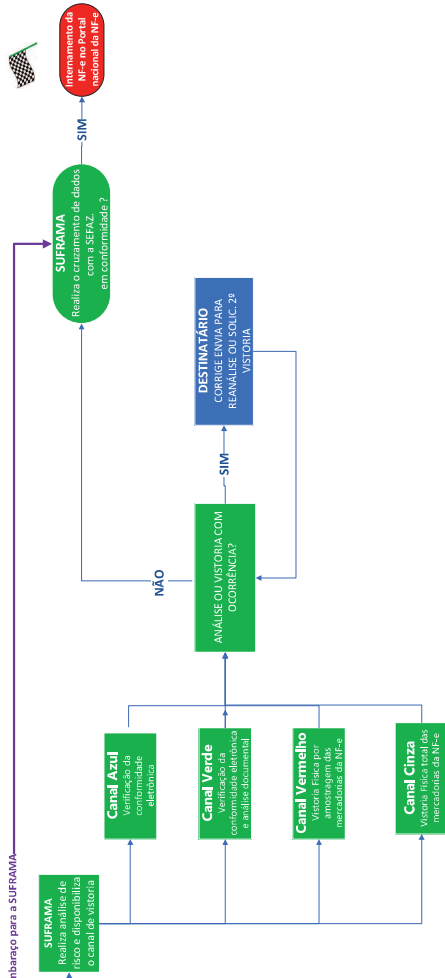 nbaraço para a SUFRAMA
SUFRAMA
Realiza análise de
risco e disponibiliza
o canal de vistoria
Canal Azul
Verificação da
conformidade
eletrônica
Canal Verde
Verificação da
conformidade eletrônica
e análise documental
Canal Vermelho
Vistoria Física por
amostragem das
mercadorias da NF-e
Canal Cinza
Vistoria Física total das
mercadorias da NF-e
ANÁLISE OU VISTORIA COM
OCORRÊNCIA?
NÃO
SIM
DESTINATÁRIO
CORRIGE ENVIA PARA
REANÁLISE OU SOLIC. 2º
VISTORIA
SUFRAMA
Realiza o cruzamento de dados
com a SEFAZ.
em conformidade ?
SIM
Internamento da
NF-e no Portal
nacional da NF-e